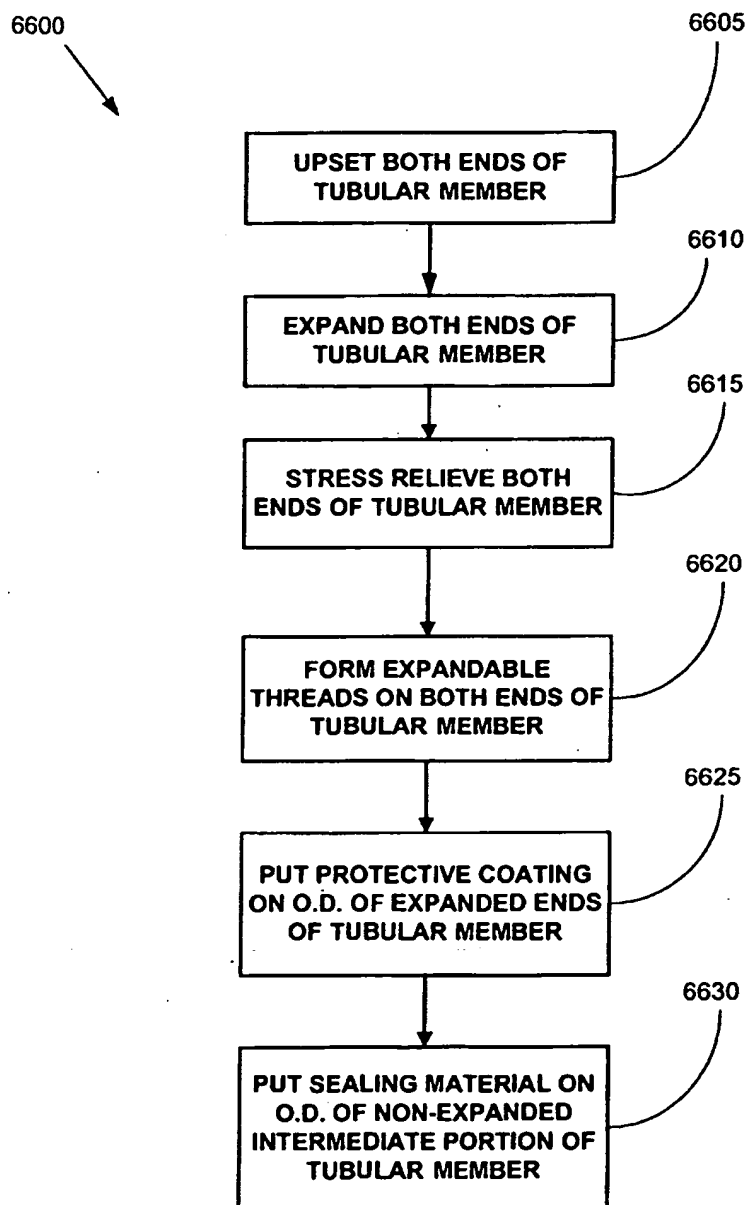 6600
6605
UPSET BOTH ENDS OF
TUBULAR MEMBER
6610
EXPAND BOTH ENDS OF
TUBULAR MEMBER
6615
STRESS RELIEVE BOTH
ENDS OF TUBULAR MEMBER
6620
FORM EXPANDABLE
THREADS ON BOTH ENDS OF
TUBULAR MEMBER
6625
PUT PROTECTIVE COATING
ON O.D. OF EXPANDED ENDS
OF TUBULAR MEMBER
6630
PUT SEALING MATERIAL ON
O.D. OF NON-EXPANDED
INTERMEDIATE PORTION OF
TUBULAR MEMBER